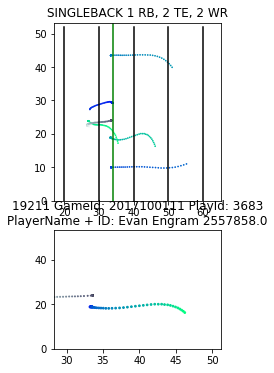 SINGLEBACK 1 RB, 2 TE, 2 WR
50
40
30
20
10
0
20 30 40 50 60
19211 GameId: 2017100111 PlayId: 3683
PlayerName + ID: Evan Engram 2557858.0
40
20
0
30 35 40 45 50